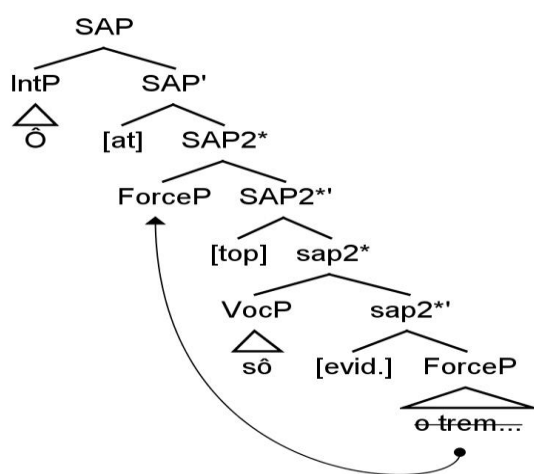 SAP
IntP SAP'
Ô [at] SAP2*
ForceP SAP2*'
[top] sap2*
VocP sap2*'
sô [evid.] ForceP
o trem...